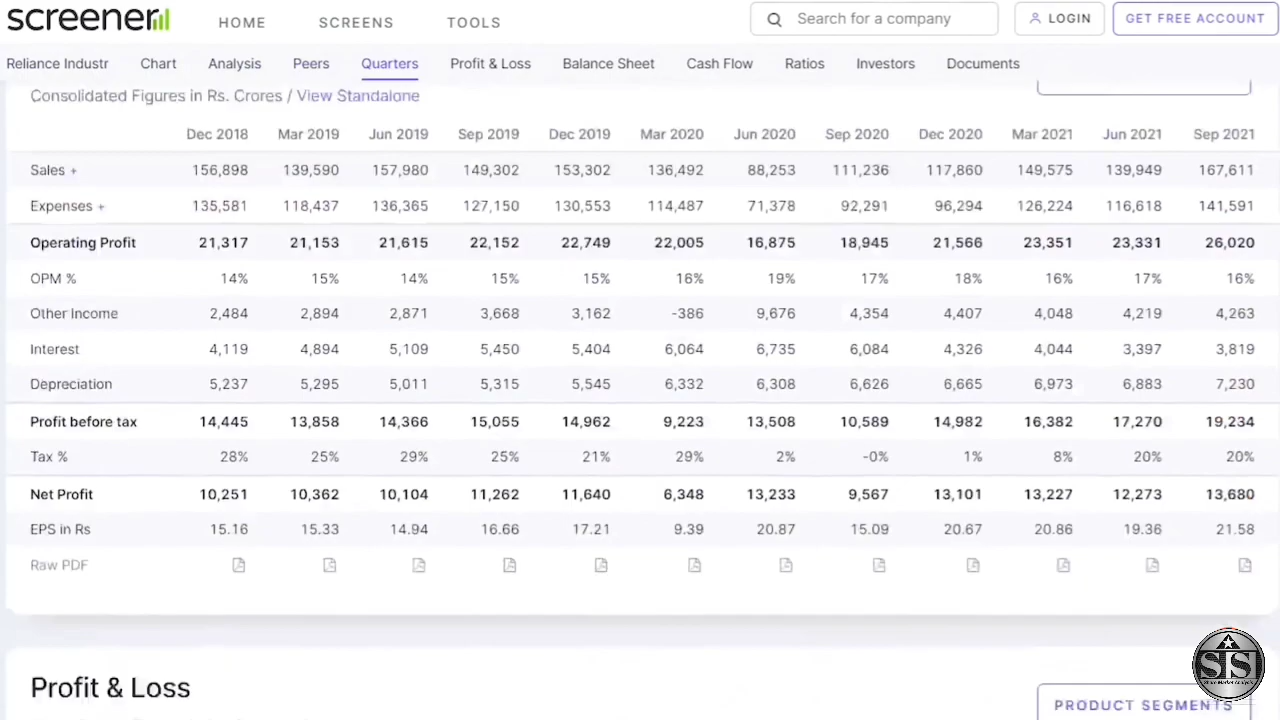 screener
HOME SCREENS TOOLS Search for a company LOGIN GET FREE ACCOUNT
Reliance Industr Chart Analysis Peers Quarters Profit & Loss Balance Sheet Cash Flow Ratios Investors Documents
Consolidated Figures in Rs. Crores / View Standalone
Dec 2018 Mar 2019 Jun 2019 Sep 2019 Dec 2019 Mar 2020 Jun 2020 Sep 2020 Dec 2020 Mar 2021 Jun 2021 Sep 2021
Sales + 156,898 139,590 157,980 149,302 153,302 136,492 88,253 111,236 117,860 149,575 139,949 167,611
Expenses + 135,581 118,437 136,365 127,150 130,553 114,487 71,378 92,291 96,294 126,224 116,618 141,591
Operating Profit 21,317 21,153 21,615 22,152 22,749 22,005 16,875 18,945 21,566 23,351 23,331 26,020
OPM % 14% 15% 14% 15% 15% 16% 19% 17% 18% 16% 17% 16%
Other Income 2,484 2,894 2,871 3,668 3,162 -386 9,676 4,354 4,407 4,048 4,219 4,263
Interest 4,119 4,894 5,109 5,450 5,404 6,064 6,735 6,084 4,326 4,044 3,397 3,819
Depreciation 5,237 5,295 5,011 5,315 5,545 6,332 6,308 6,626 6,665 6,973 6,883 7,230
Profit before tax 14,445 13,858 14,366 15,055 14,962 9,223 13,508 10,589 14,982 16,382 17,270 19,234
Tax % 28% 25% 29% 25% 21% 29% 2% -0% 1% 8% 20% 20%
Net Profit 10,251 10,362 10,104 11,262 11,640 6,348 13,233 9,567 13,101 13,227 12,273 13,680
EPS in Rs 15.16 15.33 14.94 16.66 17.21 9.39 20.87 15.09 20.67 20.86 19.36 21.58
Raw PDF
Profit & Loss
PRODUCT SEGMENTS
Share Market Analysis